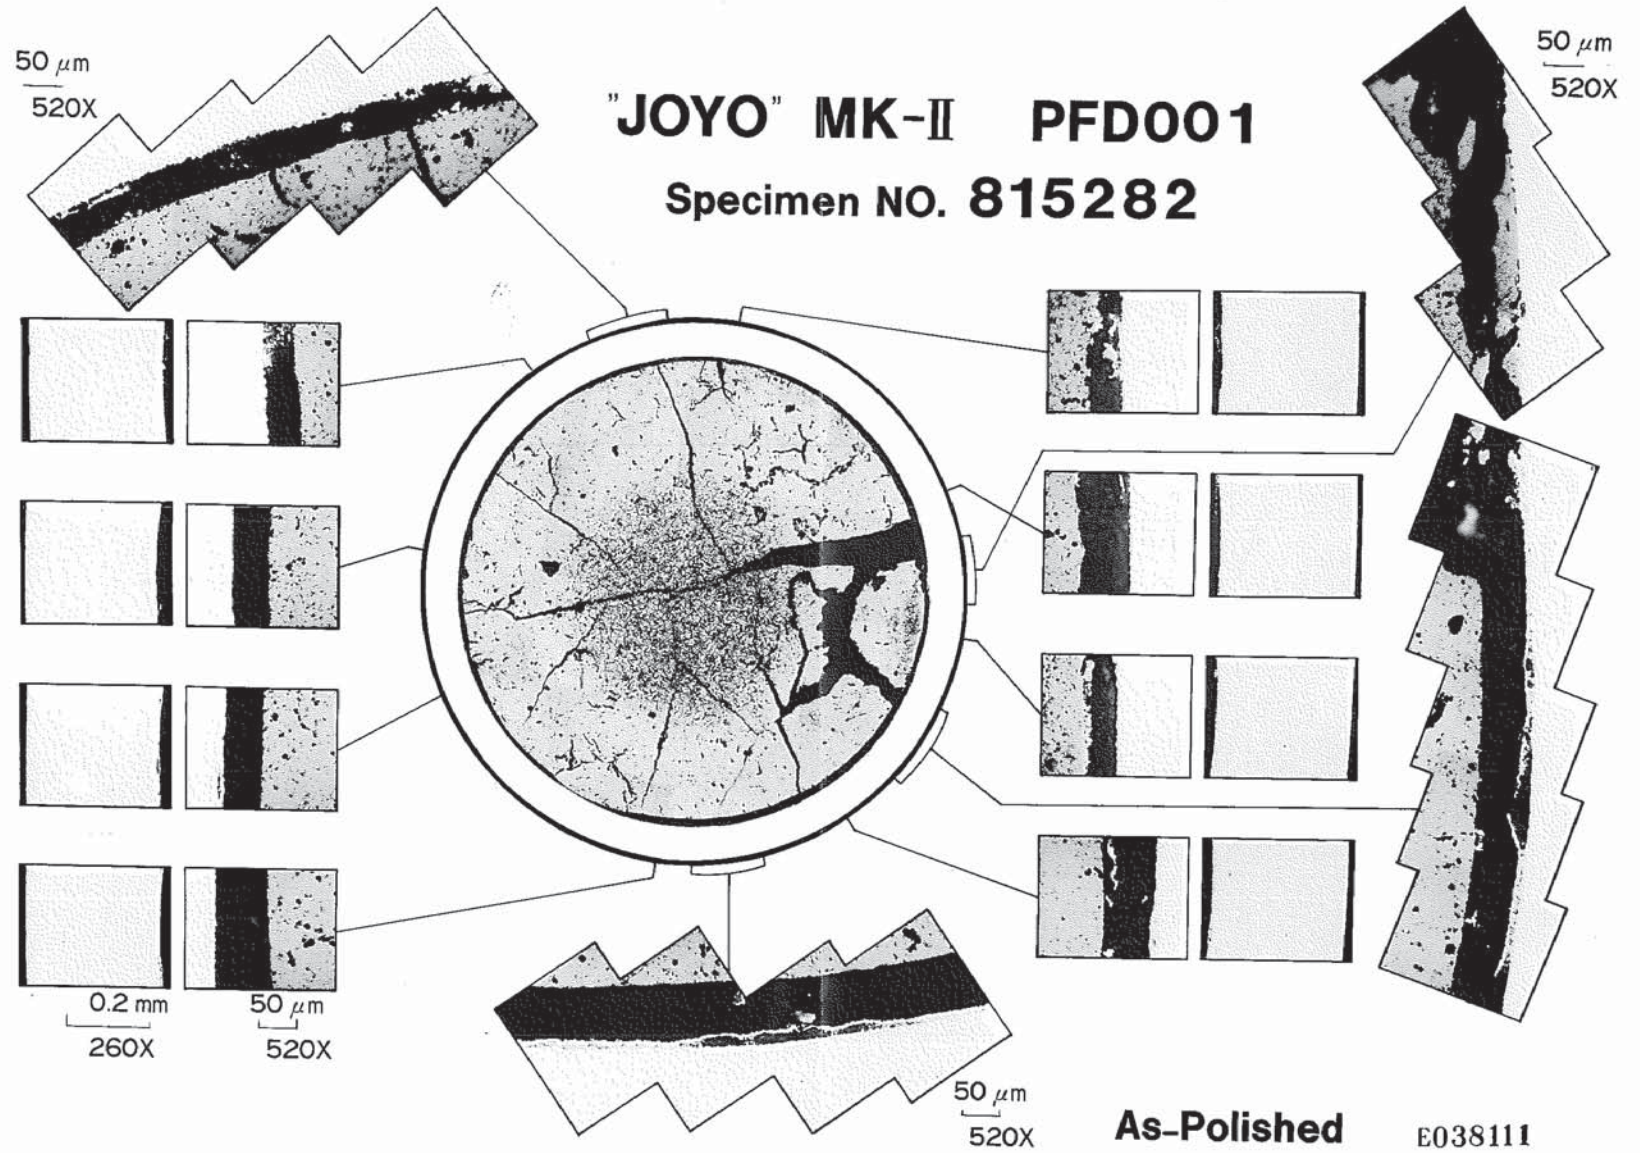 50 μm
520X
"JOYO" MK-II PFD001
Specimen NO. 815282
50 μm
520X
0.2 mm
260X
50 μm
520X
50 μm
520X
As-Polished
E038111